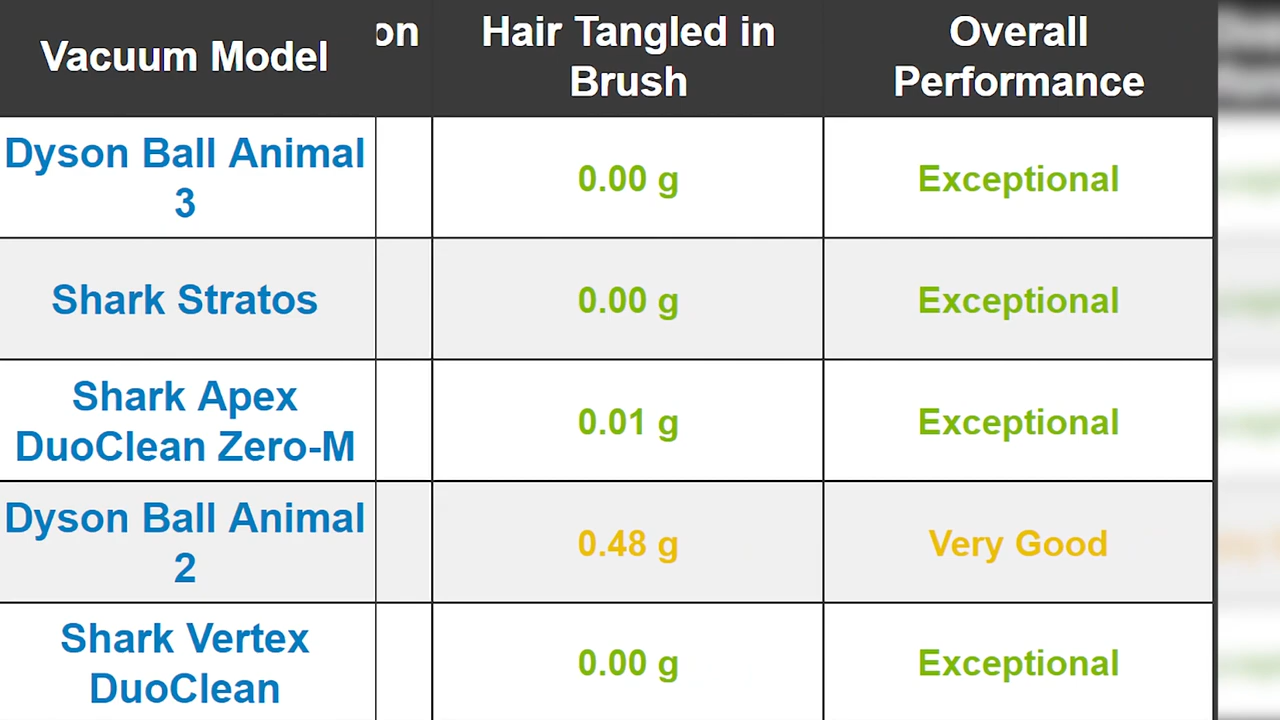 Vacuum Model
on
Hair Tangled in
Brush
Overall
Performance
Dyson Ball Animal
3
0.00 g
Exceptional
Shark Stratos
0.00 g
Exceptional
Shark Apex
DuoClean Zero-M
0.01 g
Exceptional
Dyson Ball Animal
2
0.48 g
Very Good
Shark Vertex
DuoClean
0.00 g
Exceptional